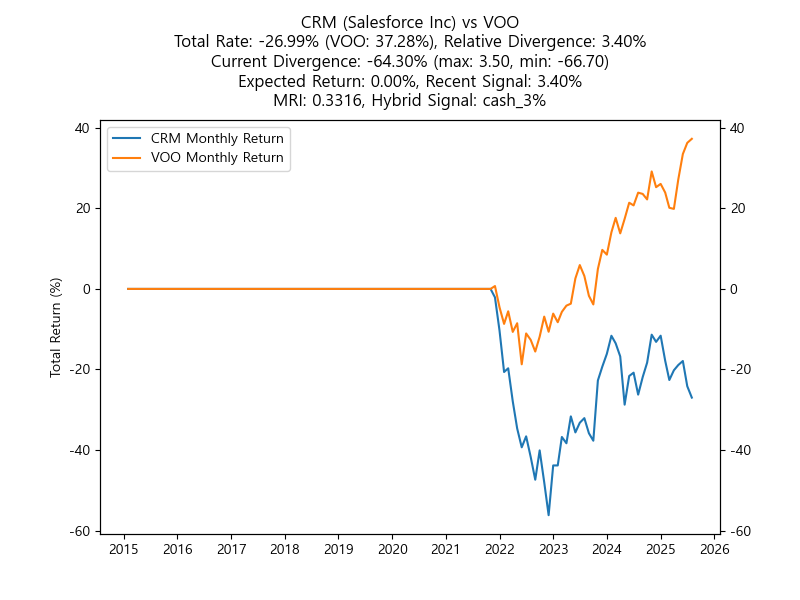 CRM (Salesforce Inc) vs VOO
Total Rate: -26.99% (VOO: 37.28%), Relative Divergence: 3.40%
Current Divergence: -64.30% (max: 3.50, min: -66.70)
Expected Return: 0.00%, Recent Signal: 3.40%
MRI: 0.3316, Hybrid Signal: cash_3%
CRM Monthly Return
VOO Monthly Return
Total Return (%)
40
20
0
-20
-40
-60
40
20
0
-20
-40
-60
2015 2016 2017 2018 2019 2020 2021 2022 2023 2024 2025 2026